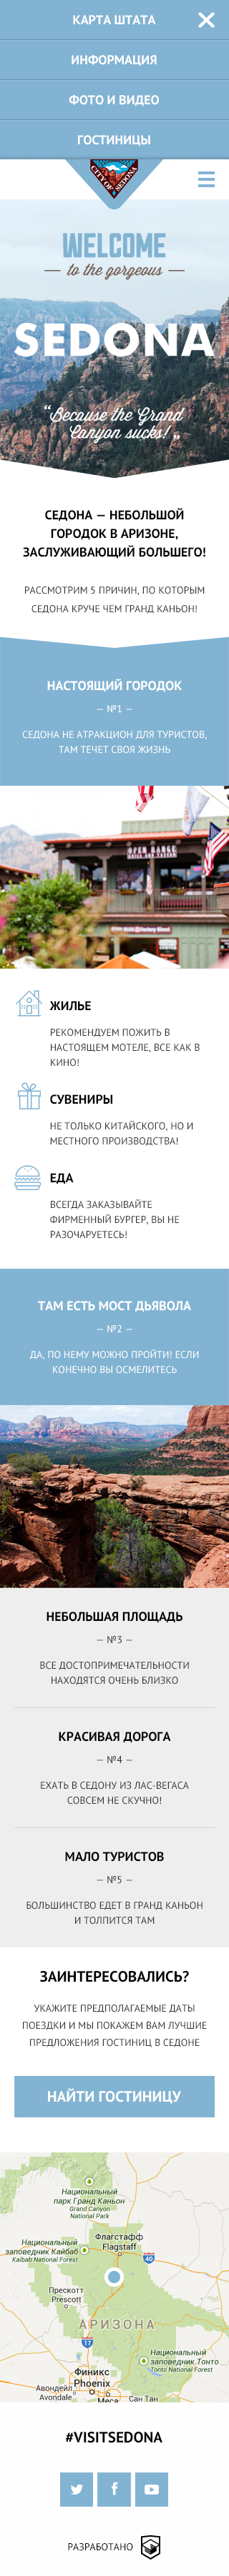 КАРТА ШТАТА
ИНФОРМАЦИЯ
ФОТО И ВИДЕО
ГОСТИНИЦЫ
CITY OF SEDONA
WELCOME
— to the gorgeous —
SEDONA
“Because the Grand
Canyon sucks!„
СЕДОНА — НЕБОЛЬШОЙ
ГОРОДОК В АРИЗОНЕ,
ЗАСЛУЖИВАЮЩИЙ БОЛЬШЕГО!
РАССМОТРИМ 5 ПРИЧИН, ПО КОТОРЫМ
СЕДОНА КРУЧЕ ЧЕМ ГРАНД КАНЬОН!
НАСТОЯЩИЙ ГОРОДОК
— №1 —
СЕДОНА НЕ АТРАКЦИОН ДЛЯ ТУРИСТОВ,
ТАМ ТЕЧЕТ СВОЯ ЖИЗНЬ
ЖИЛЬЕ
РЕКОМЕНДУЕМ ПОЖИТЬ В
НАСТОЯЩЕМ МОТЕЛЕ, ВСЕ КАК В
КИНО!
СУВЕНИРЫ
НЕ ТОЛЬКО КИТАЙСКОГО, НО И
МЕСТНОГО ПРОИЗВОДСТВА!
ЕДА
ВСЕГДА ЗАКАЗЫВАЙТЕ
ФИРМЕННЫЙ БУРГЕР, ВЫ НЕ
РАЗОЧАРУЕТЕСЬ!
ТАМ ЕСТЬ МОСТ ДЬЯВОЛА
— №2 —
ДА, ПО НЕМУ МОЖНО ПРОЙТИ! ЕСЛИ
КОНЕЧНО ВЫ ОСМЕЛИТЕСЬ
НЕБОЛЬШАЯ ПЛОЩАДЬ
— №3 —
ВСЕ ДОСТОПРИМЕЧАТЕЛЬНОСТИ
НАХОДЯТСЯ ОЧЕНЬ БЛИЗКО
КРАСИВАЯ ДОРОГА
— №4 —
ЕХАТЬ В СЕДОНУ ИЗ ЛАС-ВЕГАСА
СОВСЕМ НЕ СКУЧНО!
МАЛО ТУРИСТОВ
— №5 —
БОЛЬШИНСТВО ЕДЕТ В ГРАНД КАНЬОН
И ТОЛПИТСЯ ТАМ
ЗАИНТЕРЕСОВАЛИСЬ?
УКАЖИТЕ ПРЕДПОЛАГАЕМЫЕ ДАТЫ
ПОЕЗДКИ И МЫ ПОКАЖЕМ ВАМ ЛУЧШИЕ
ПРЕДЛОЖЕНИЯ ГОСТИНИЦ В СЕДОНЕ
НАЙТИ ГОСТИНИЦУ
Национальный
парк Гранд Каньон
Grand Canyon
National Park
Флагстафф
Flagstaff
Национальный
заповедник Кайбаб
Kaibab National Forest
40
Прескотт
Prescott
АРИЗОНА
17
Национальный
заповедник Тонто
Tonto National Forest
Финикс
Phoenix
Авондейл
Avondale
Меса
Сан Тан
#VISITSEDONA
РАЗРАБОТАНО